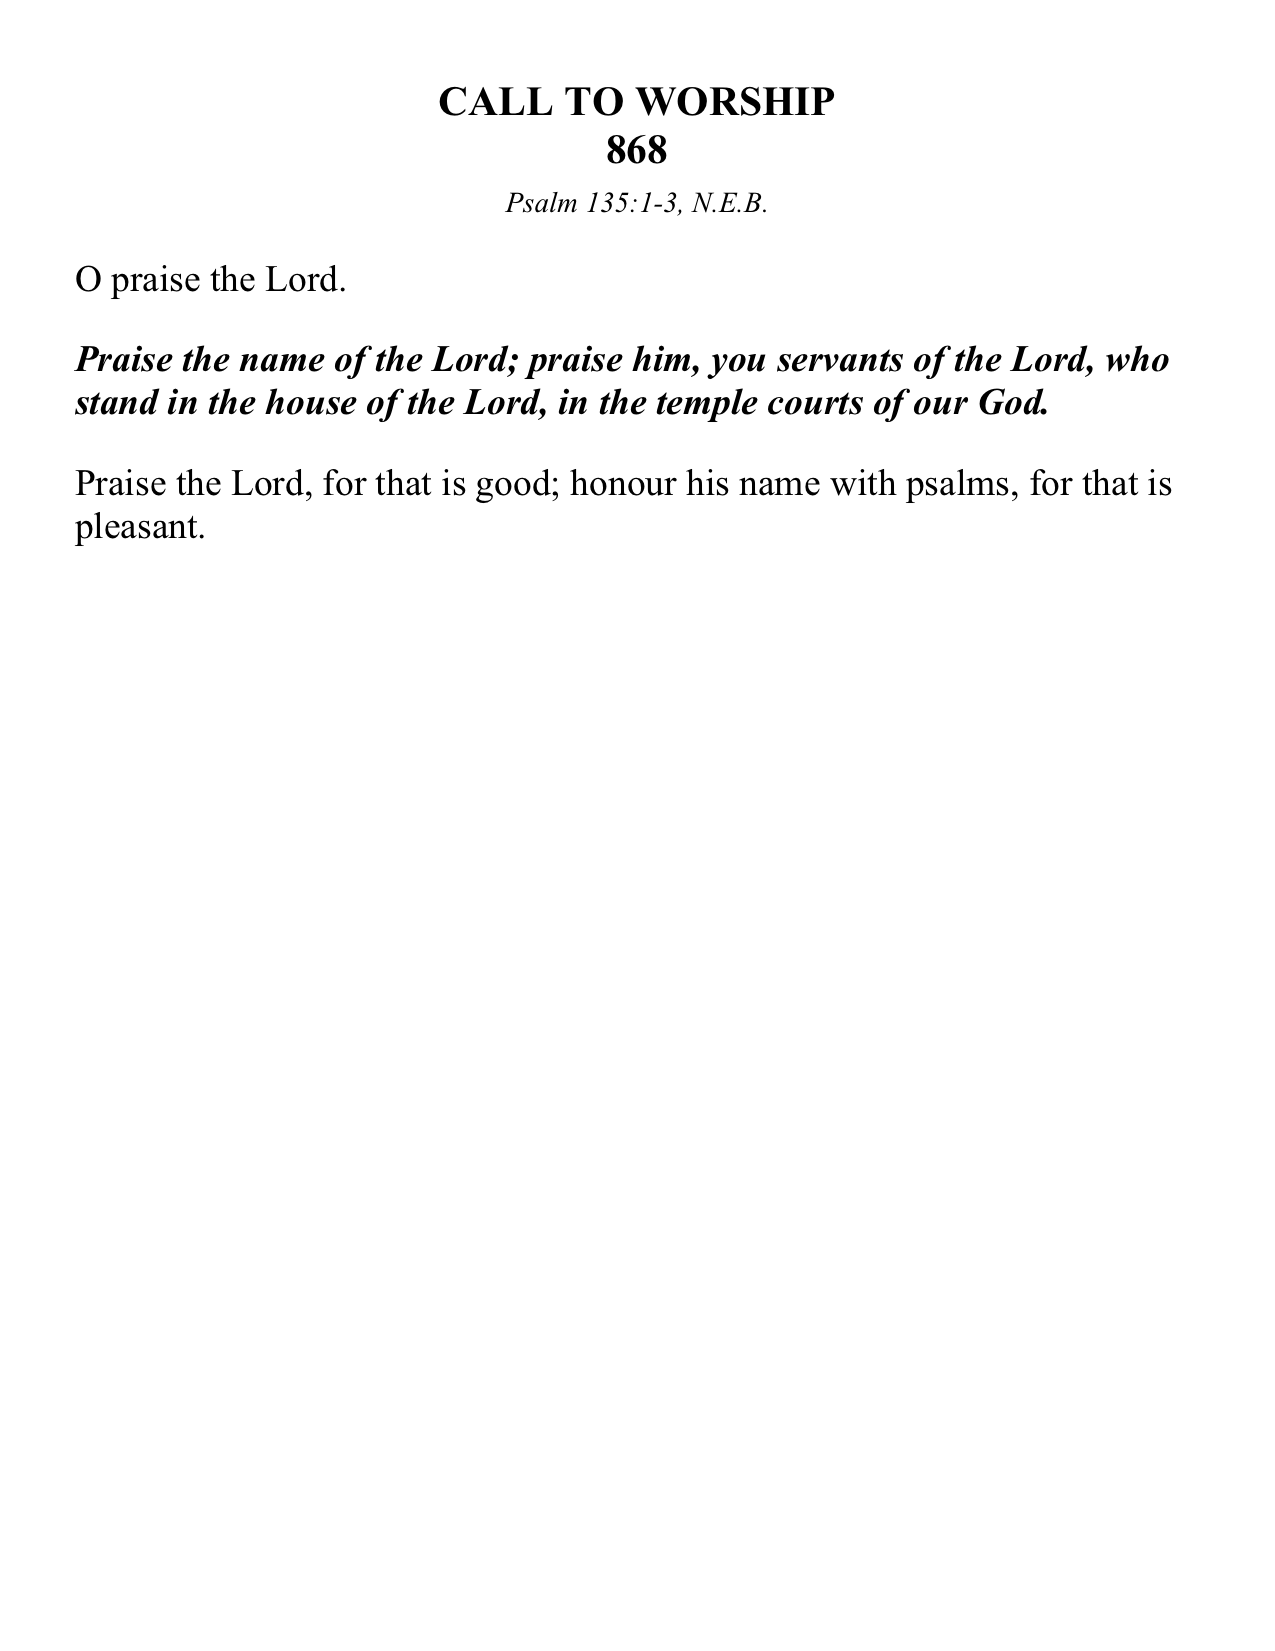 CALL TO WORSHIP
868
Psalm 135:1-3, N.E.B.
O praise the Lord.
Praise the name of the Lord; praise him, you servants of the Lord, who
stand in the house of the Lord, in the temple courts of our God.
Praise the Lord, for that is good; honour his name with psalms, for that is
pleasant.